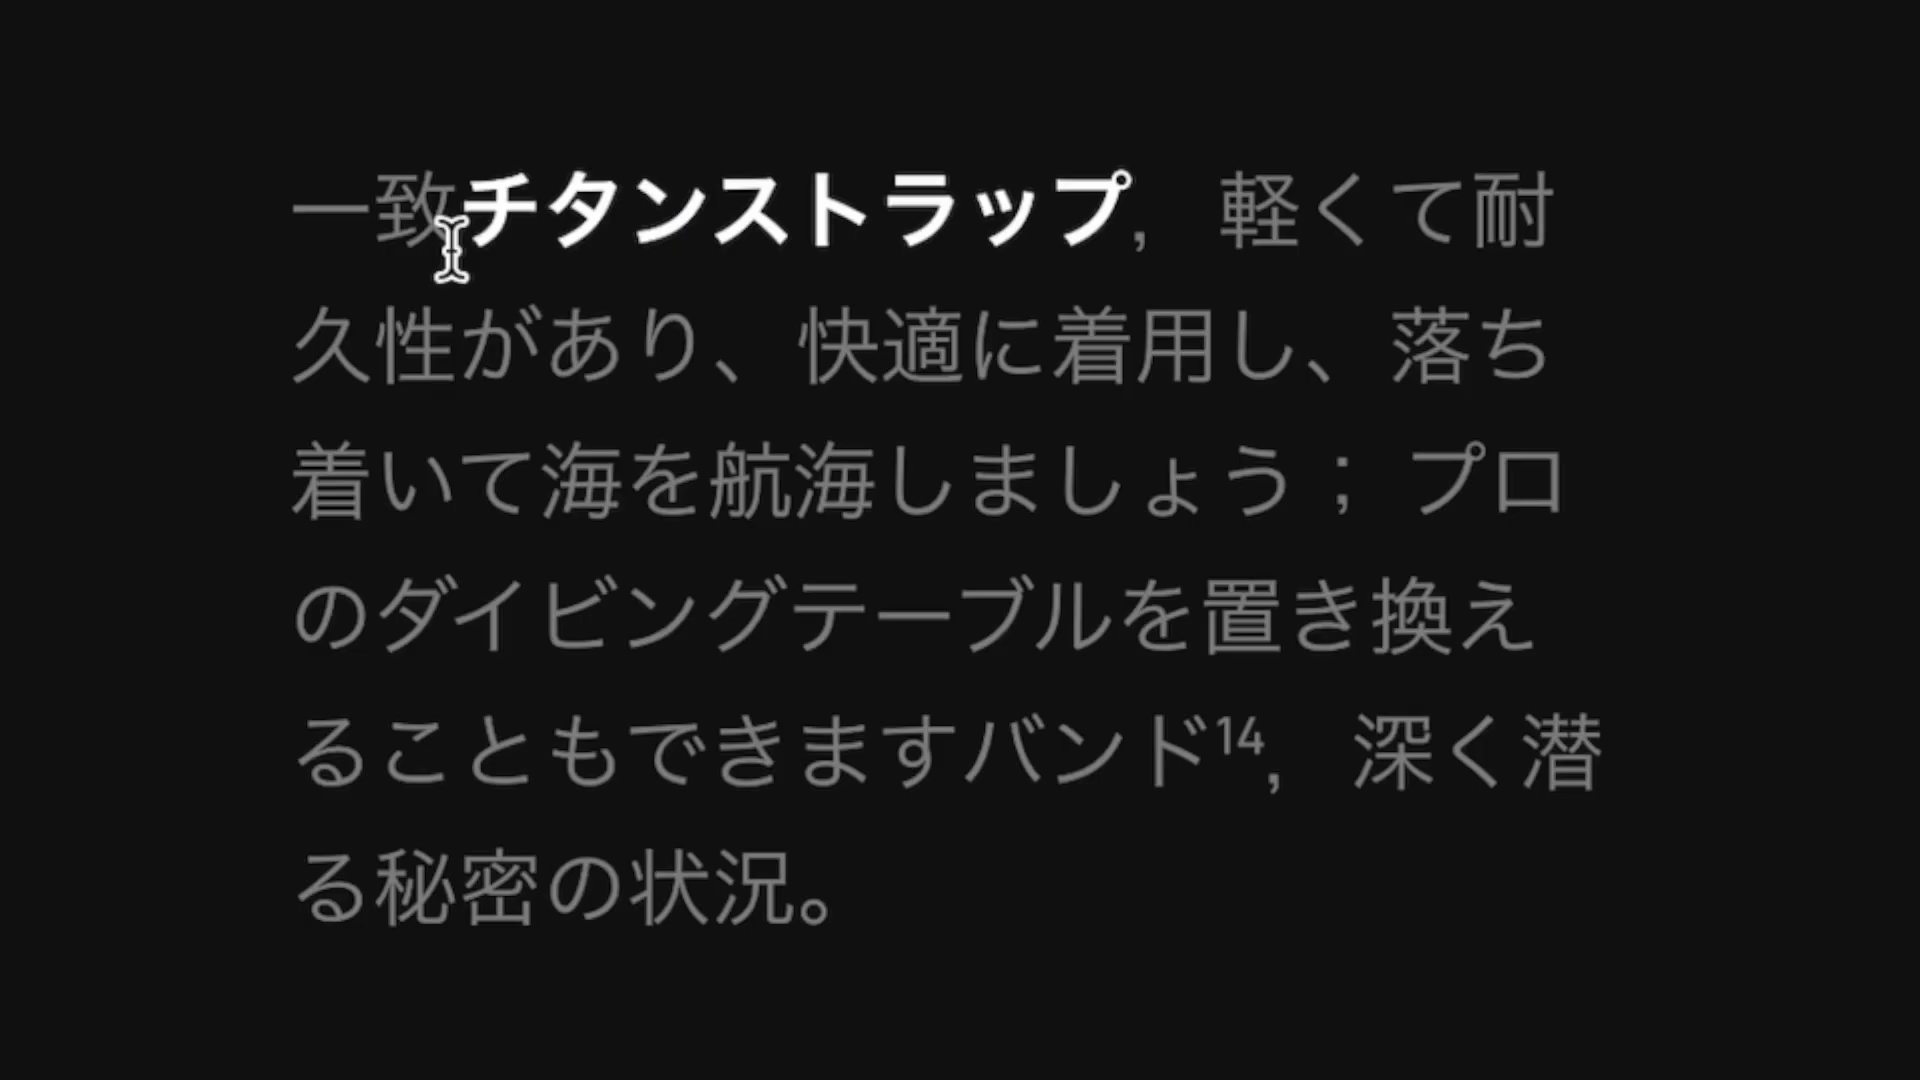 一致チタンストラップ，軽くて耐
久性があり、快適に着用し、落ち
着いて海を航海しましょう；プロ
のダイビングテーブルを置き換え
ることもできますバンド¹⁴，深く潜
る秘密の状況。